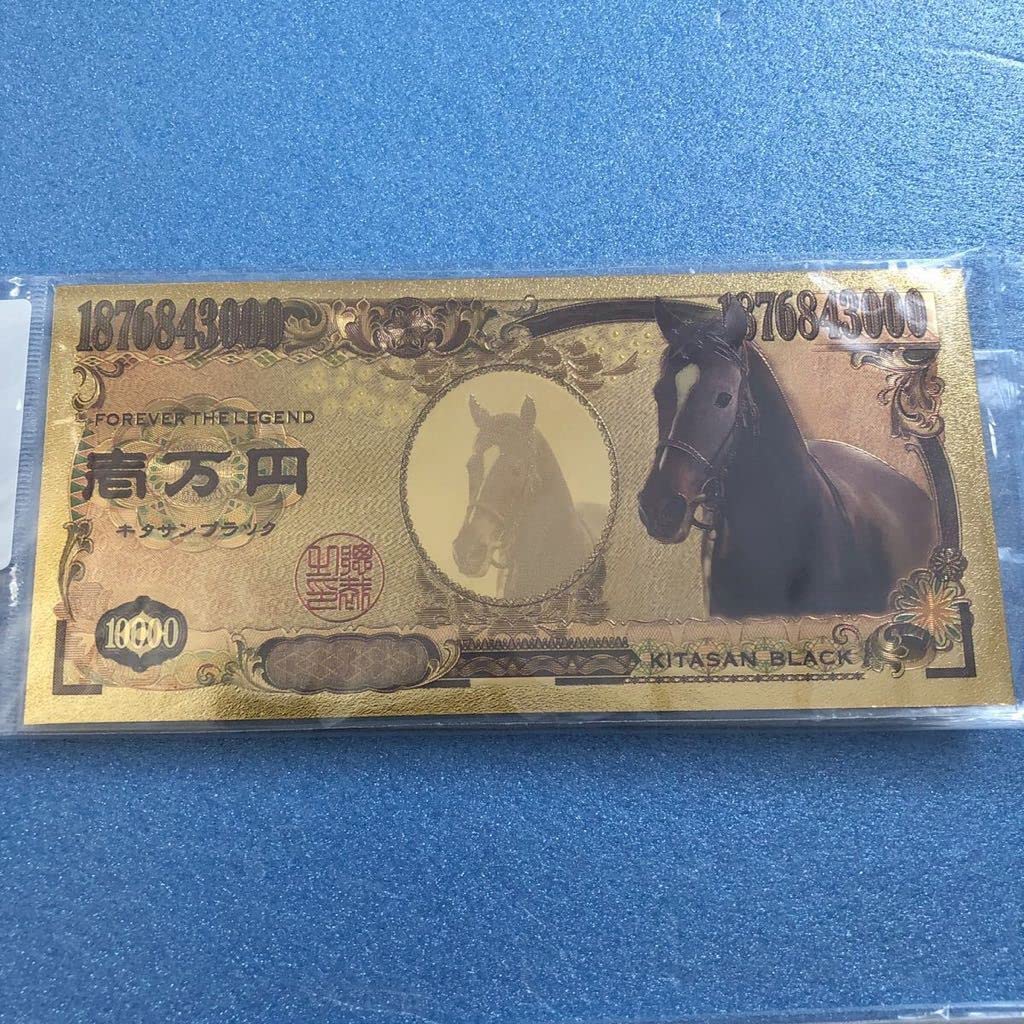 1876843000
1876843000
FOREVER THE LEGEND
壱万円
キタサンブラック
10000
KITASAN BLACK